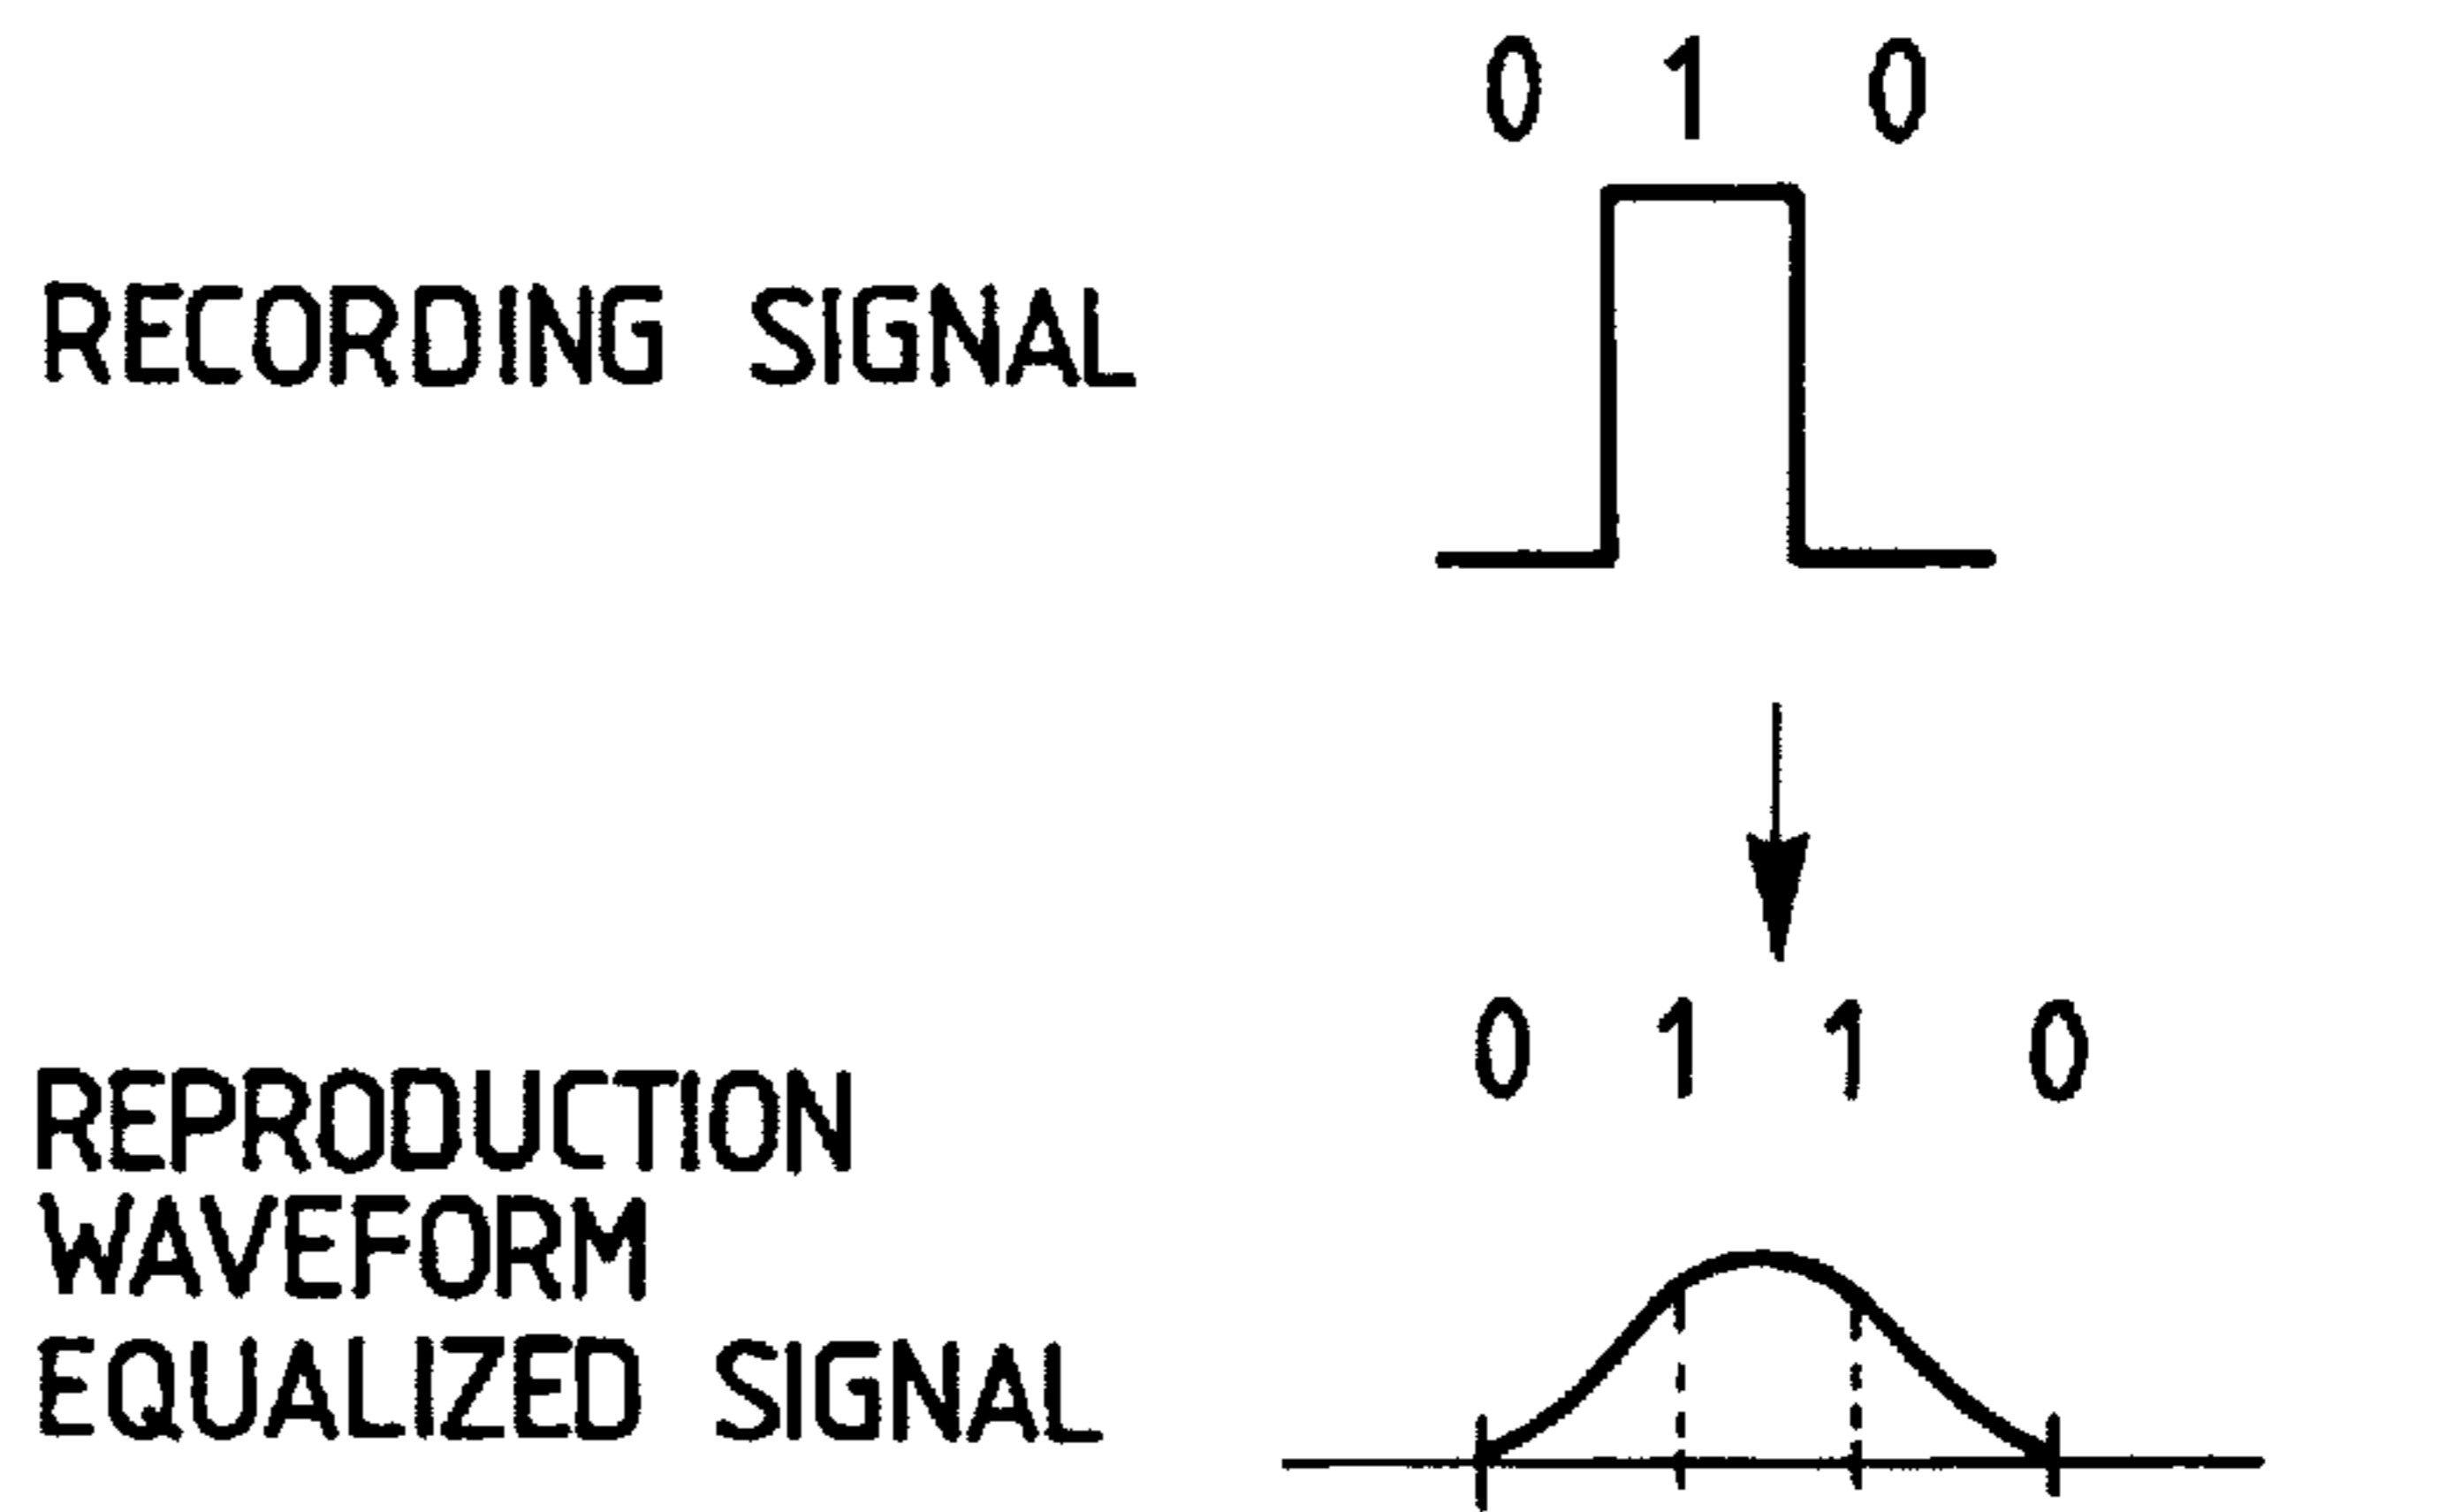 0 1 0
RECORDING SIGNAL
0 1 1 0
REPRODUCTION
WAVEFORM
EQUALIZED SIGNAL